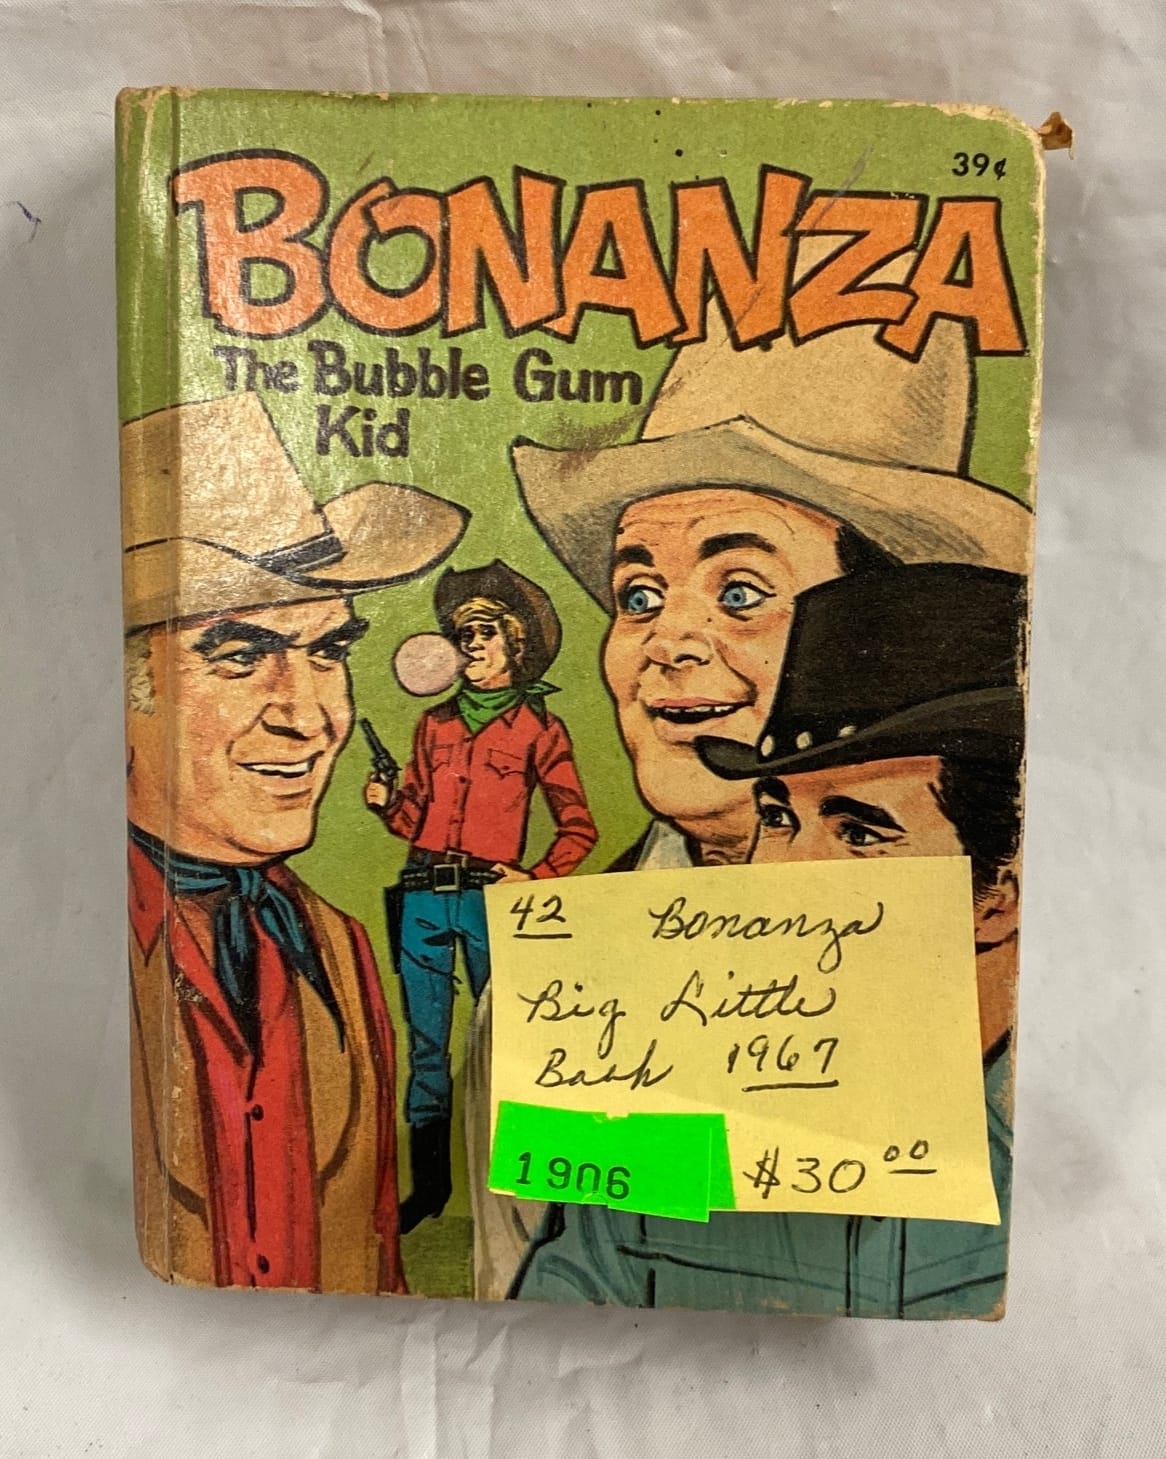 39¢
BONANZA
The Bubble Gum
Kid
42 Bonanza
Big Little
Book 1967
1906 $30.00